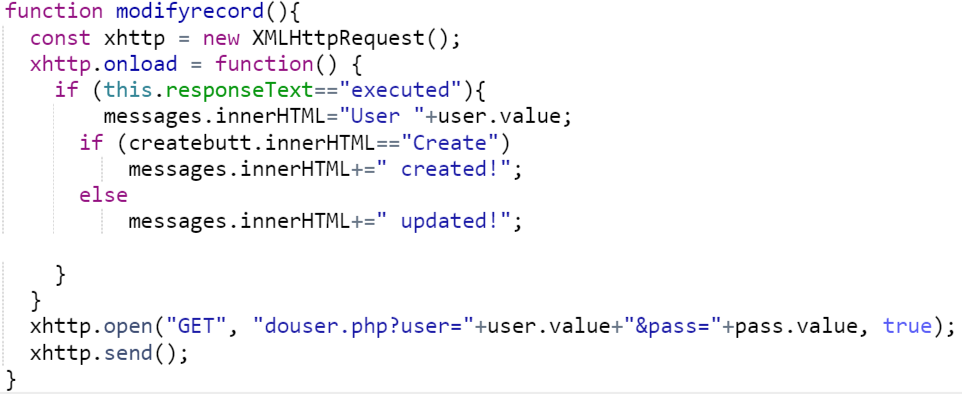 function modifyrecord(){
  const xhttp = new XMLHttpRequest();
  xhttp.onload = function() {
    if (this.responseText=="executed"){
        messages.innerHTML="User "+user.value;
      if (createbutt.innerHTML=="Create")
          messages.innerHTML+=" created!";
      else
          messages.innerHTML+=" updated!";

    }
  }
  xhttp.open("GET", "douser.php?user="+user.value+"&pass="+pass.value, true);
  xhttp.send();
}